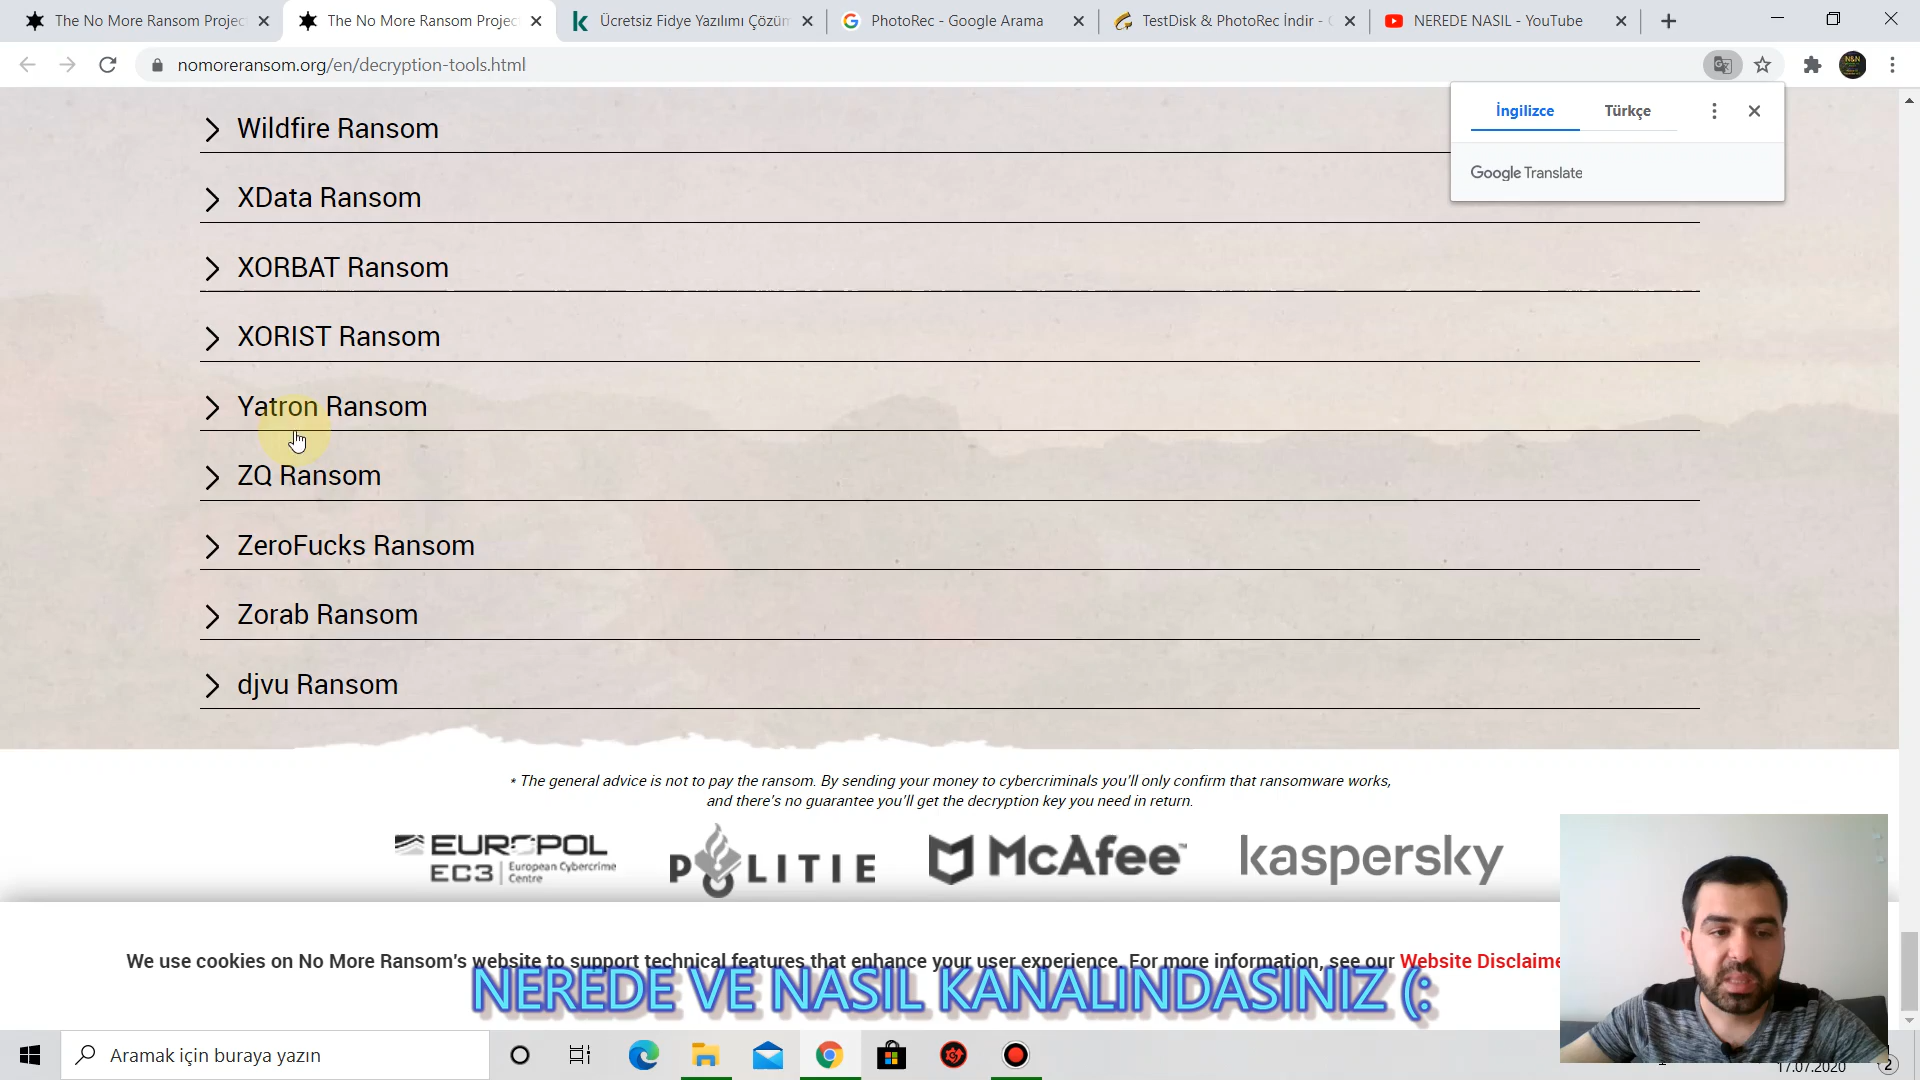 The No More Ransom Projec
The No More Ransom Projec
Ücretsiz Fidye Yazılımı Çözüm
PhotoRec - Google Arama
TestDisk & PhotoRec İndir -
NEREDE NASIL - YouTube
nomoreransom.org/en/decryption-tools.html
İngilizce
Türkçe
Google Translate
Wildfire Ransom
XData Ransom
XORBAT Ransom
XORIST Ransom
Yatron Ransom
ZQ Ransom
ZeroFucks Ransom
Zorab Ransom
djvu Ransom
* The general advice is not to pay the ransom. By sending your money to cybercriminals you'll only confirm that ransomware works,
and there's no guarantee you'll get the decryption key you need in return.
EUROPOL
EC3 European Cybercrime
Centre
POLITIE
McAfee
kaspersky
We use cookies on No More Ransom's website to support technical features that enhance your user experience. For more information, see our Website Disclaime
NEREDE VE NASIL KANALINDASINIZ (:
Aramak için buraya yazın
17.07.2020
2